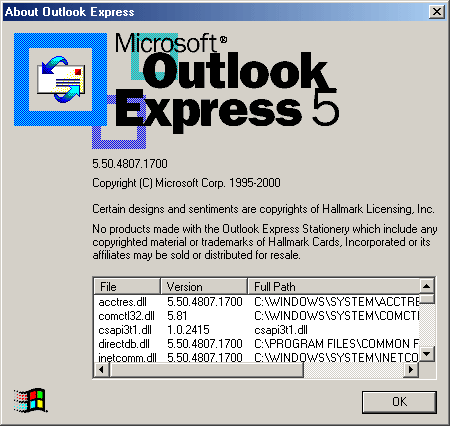 About Outlook Express
Microsoft®
Outlook
Express 5
5.50.4807.1700
Copyright (C) Microsoft Corp. 1995-2000
Certain designs and sentiments are copyrights of Hallmark Licensing, Inc.
No products made with the Outlook Express Stationery which include any
copyrighted material or trademarks of Hallmark Cards, Incorporated or its
affiliates may be sold or distributed for resale.
File Version Full Path
acctres.dll 5.50.4807.1700 C:\WINDOWS\SYSTEM\ACCTRE
comctl32.dll 5.81 C:\WINDOWS\SYSTEM\COMCTI
csapi3t1.dll 1.0.2415 csapi3t1.dll
directdb.dll 5.50.4807.1700 C:\PROGRAM FILES\COMMON F
inetcomm.dll 5.50.4807.1700 C:\WINDOWS\SYSTEM\INETCO
OK